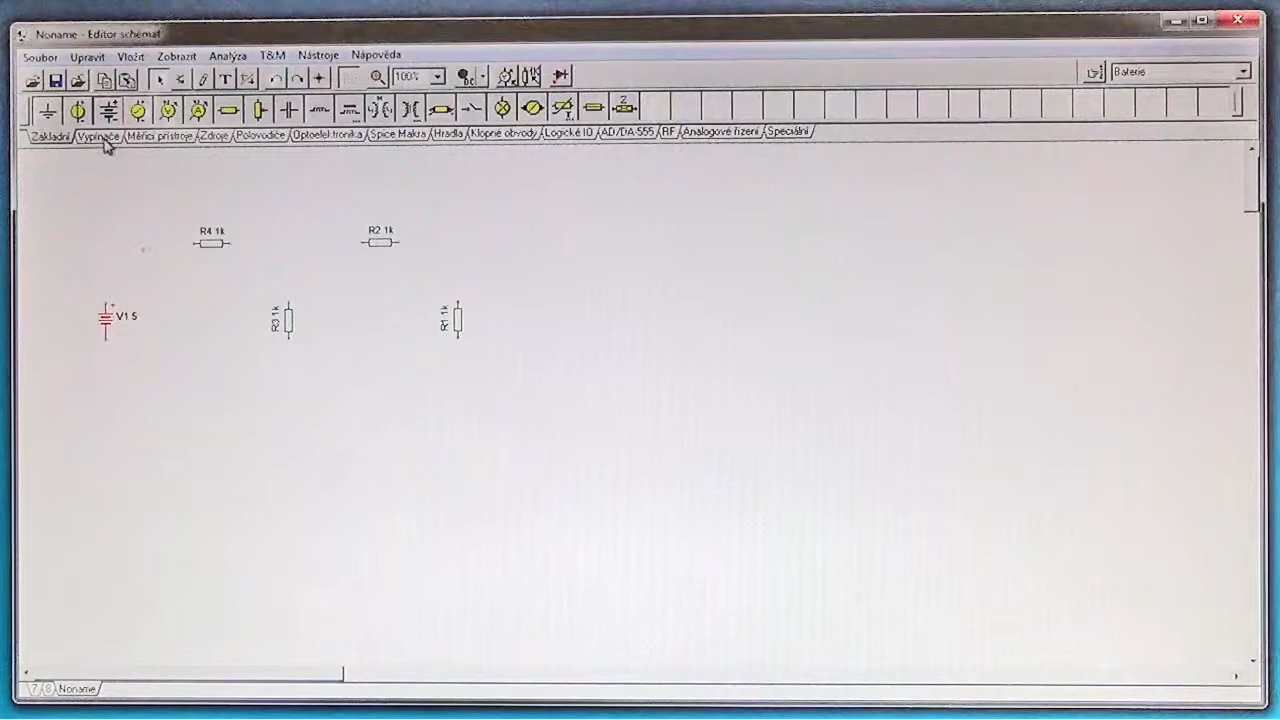 Noname - Editor schémat
Soubor Upravit Vložit Zobrazit Analýza T&M Nástroje Nápověda
100% DC Baterie
Základní Vypínače Měřicí přístroje Zdroje Polovodiče Optoelektronika Spice Makra Hradla Klopné obvody Logické IO AD/DA-555 RF Analogové řízení Speciální
R4 1k R2 1k
V1 5 R3 1k R1 1k
Noname